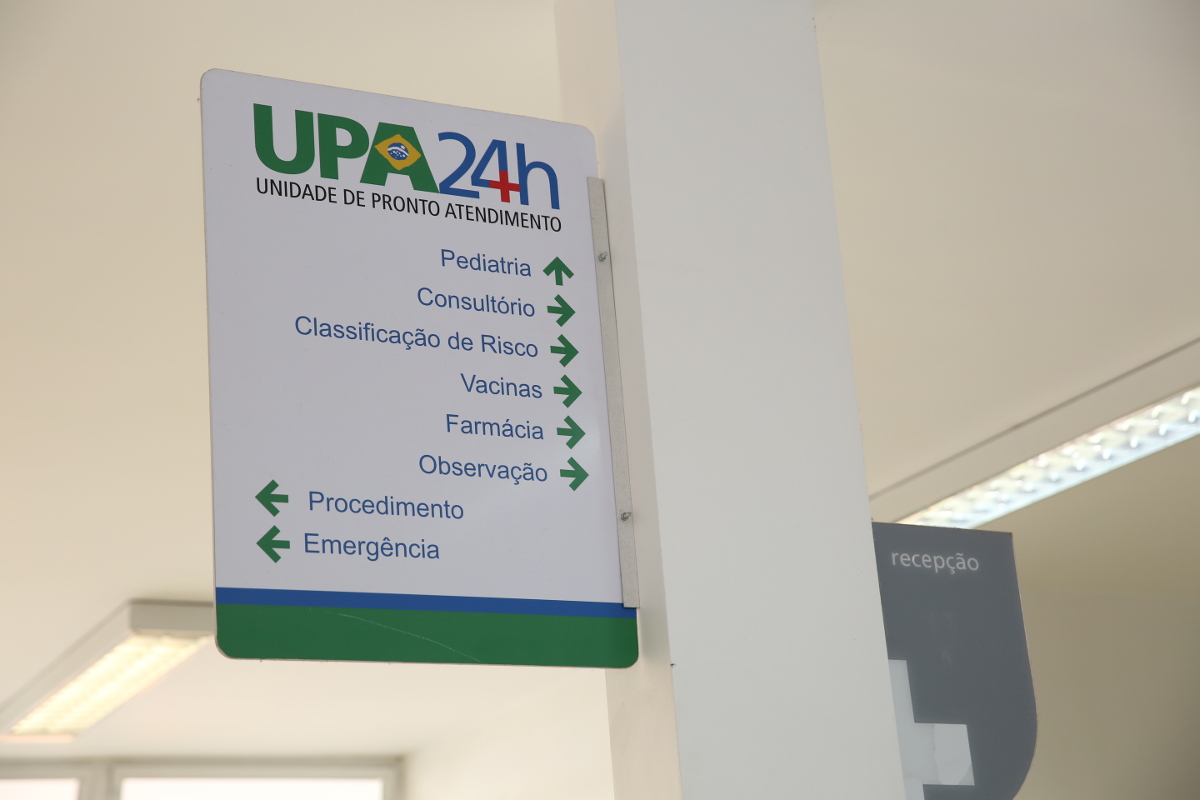 UPA24h
UNIDADE DE PRONTO ATENDIMENTO
Pediatria
Consultório
Classificação de Risco
Vacinas
Farmácia
Observação
Procedimento
Emergência
recepção